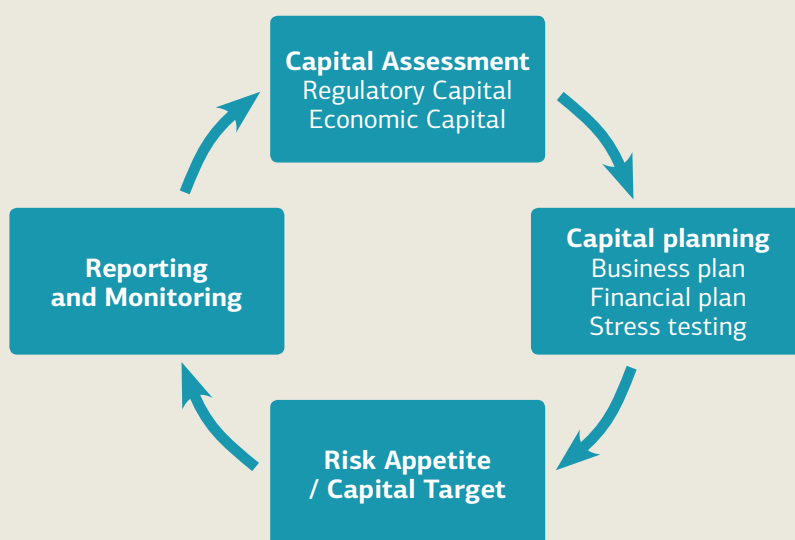 Capital Assessment
Regulatory Capital
Economic Capital
Capital planning
Business plan
Financial plan
Stress testing
Reporting
and Monitoring
Risk Appetite
/ Capital Target